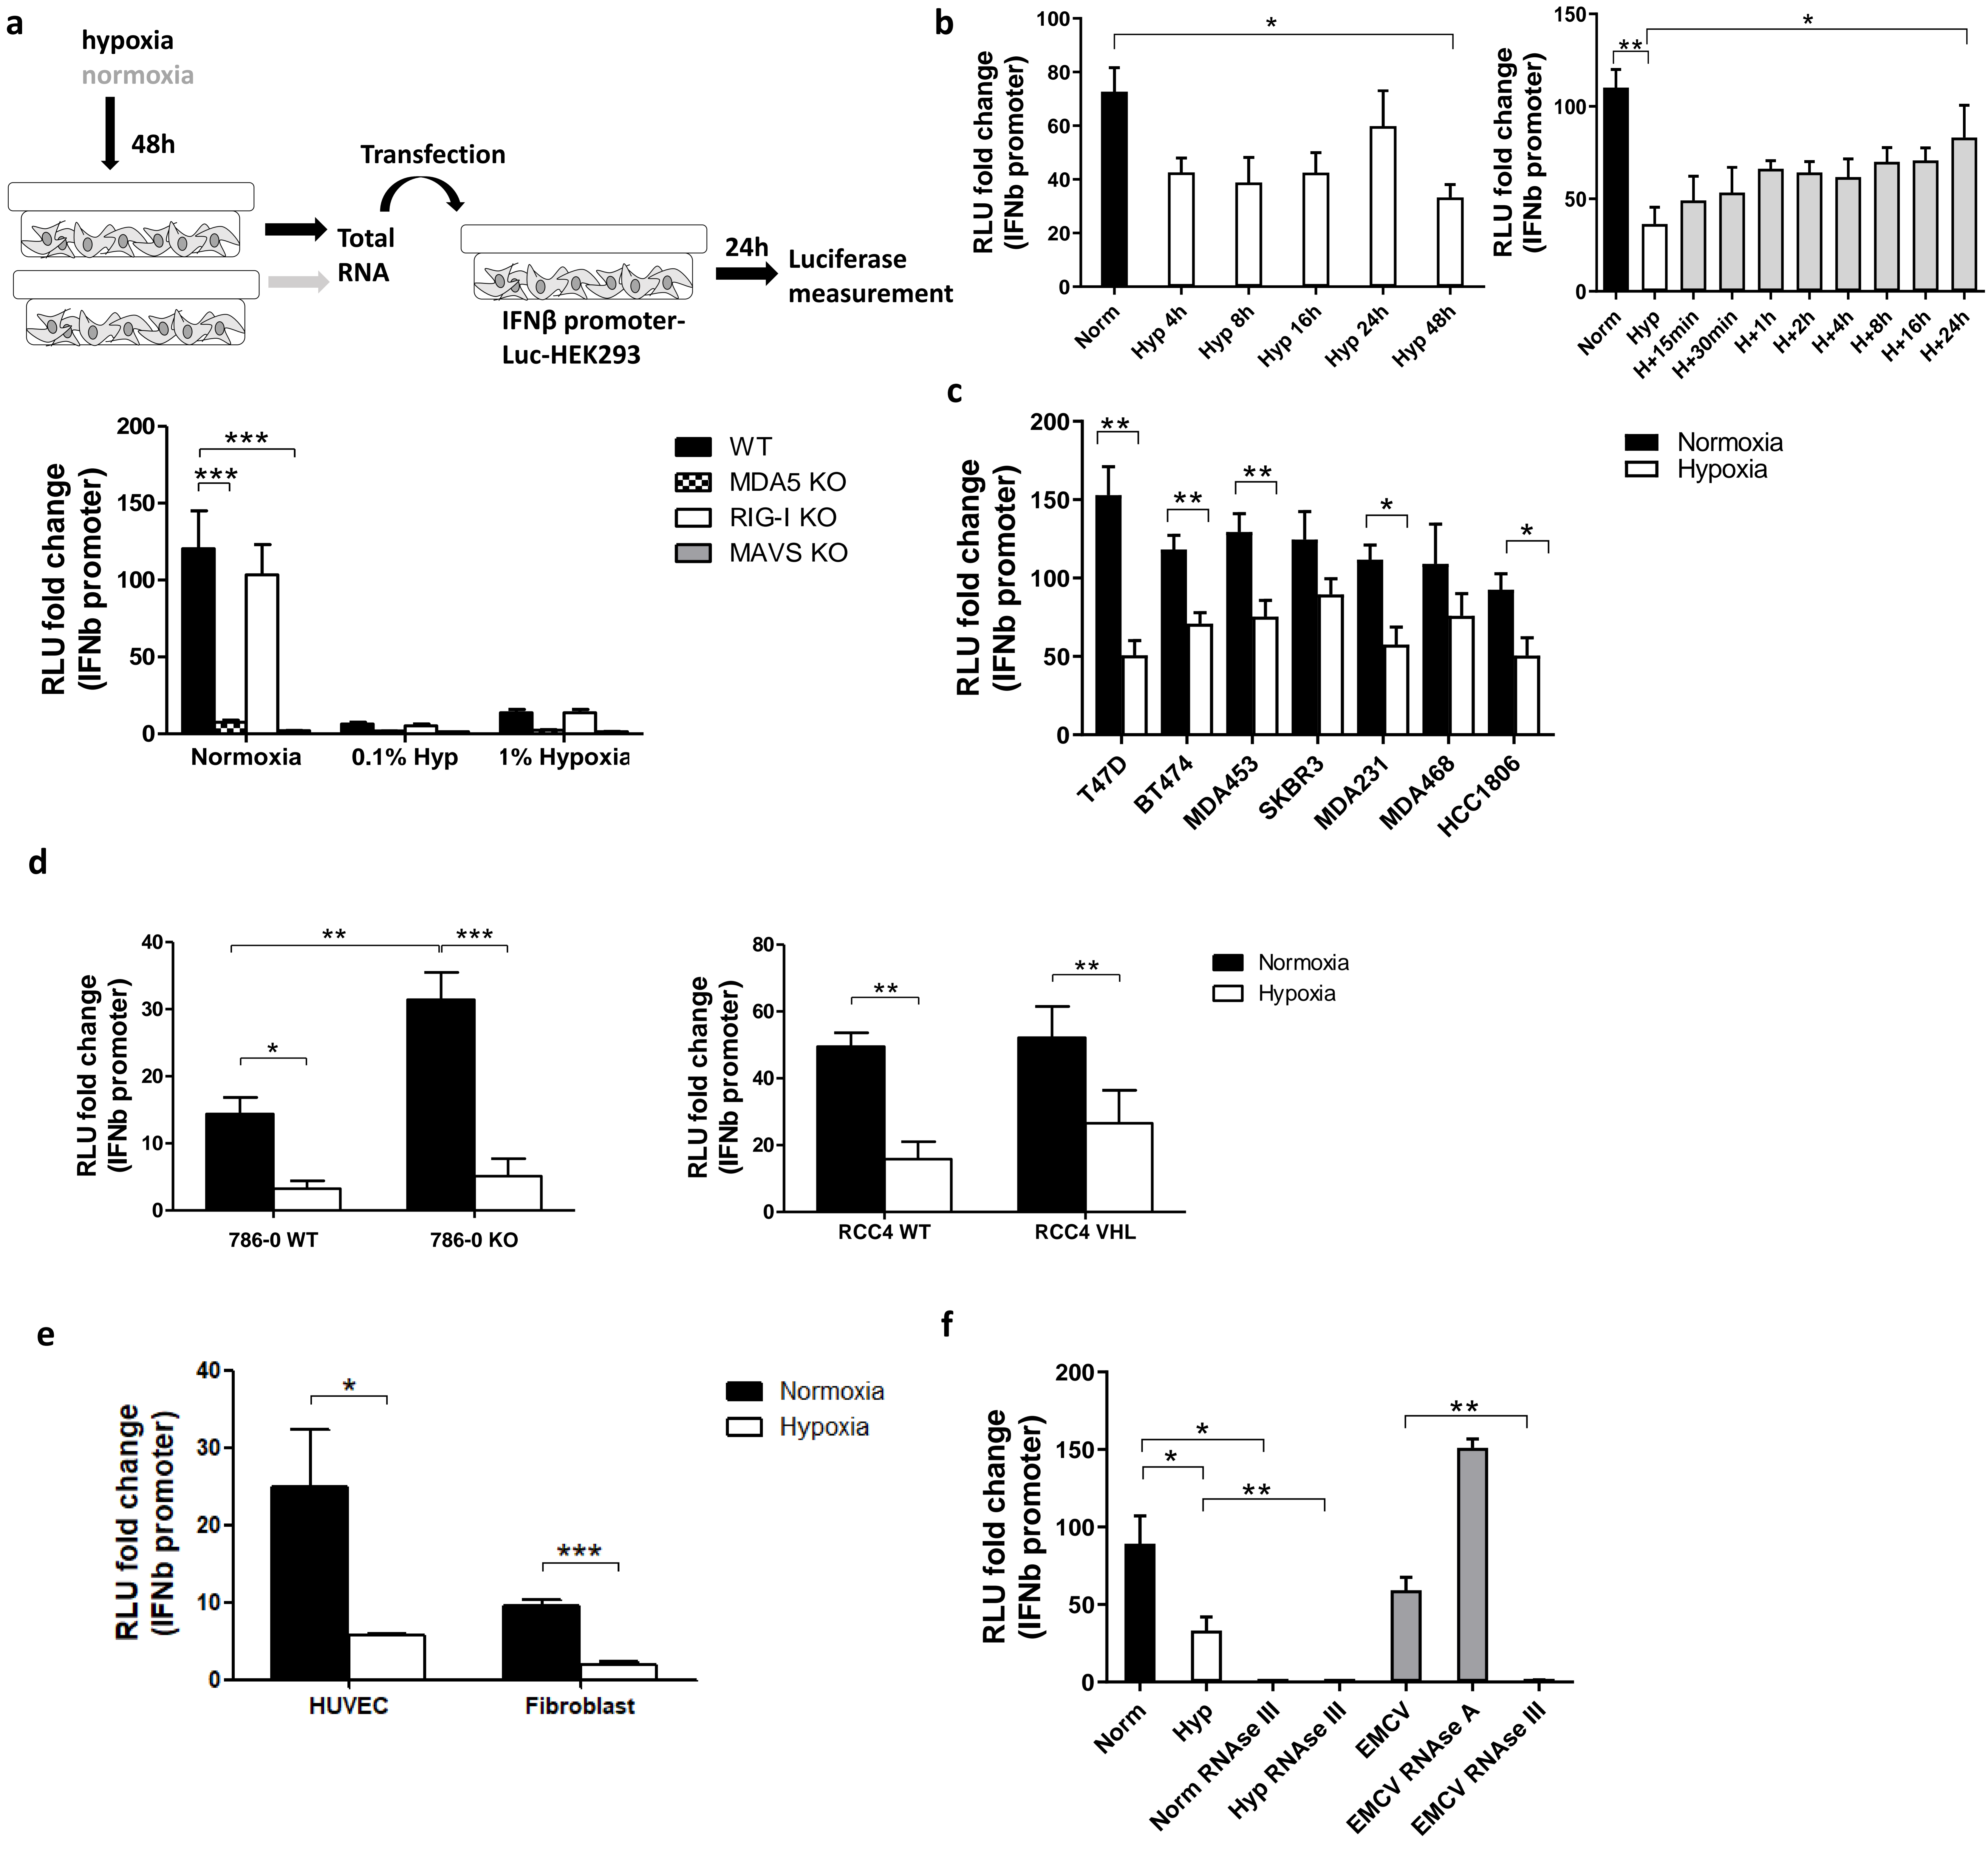 a
hypoxia
normoxia
48h
Transfection
Total
RNA
24h
Luciferase
measurement
IFNβ promoter-
Luc-HEK293
RLU fold change
(IFNb promoter)
200
150
100
50
0
***
***
Normoxia
0.1% Hyp
1% Hypoxia
WT
MDA5 KO
RIG-I KO
MAVS KO
b
RLU fold change
(IFNb promoter)
100
80
60
40
20
0
*
Norm
Hyp 4h
Hyp 8h
Hyp 16h
Hyp 24h
Hyp 48h
RLU fold change
(IFNb promoter)
150
100
50
0
**
*
Norm
Hyp
H+15min
H+30min
H+1h
H+2h
H+4h
H+8h
H+16h
H+24h
c
RLU fold change
(IFNb promoter)
200
150
100
50
0
**
**
**
*
*
T47D
BT474
MDA453
SKBR3
MDA231
MDA468
HCC1806
Normoxia
Hypoxia
d
RLU fold change
(IFNb promoter)
40
30
20
10
0
**
***
*
786-0 WT
786-0 KO
RLU fold change
(IFNb promoter)
80
60
40
20
0
**
**
RCC4 WT
RCC4 VHL
Normoxia
Hypoxia
e
RLU fold change
(IFNb promoter)
40
30
20
10
0
*
***
HUVEC
Fibroblast
Normoxia
Hypoxia
f
RLU fold change
(IFNb promoter)
200
150
100
50
0
*
*
**
**
Norm
Hyp
Norm RNAse III
Hyp RNAse III
EMCV
EMCV RNAse A
EMCV RNAse III